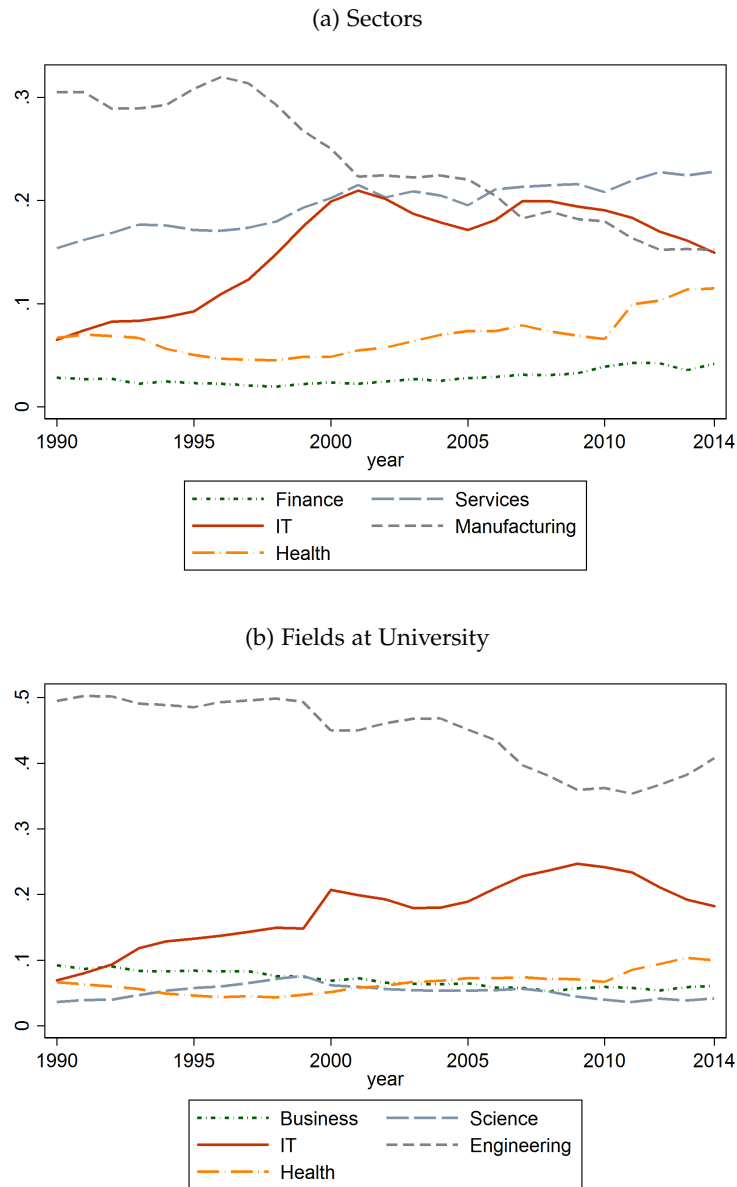 (a) Sectors
.3
.2
.1
0
1990 1995 2000 2005 2010 2014
year
Finance Services
IT Manufacturing
Health
(b) Fields at University
.5
.4
.3
.2
.1
0
1990 1995 2000 2005 2010 2014
year
Business Science
IT Engineering
Health